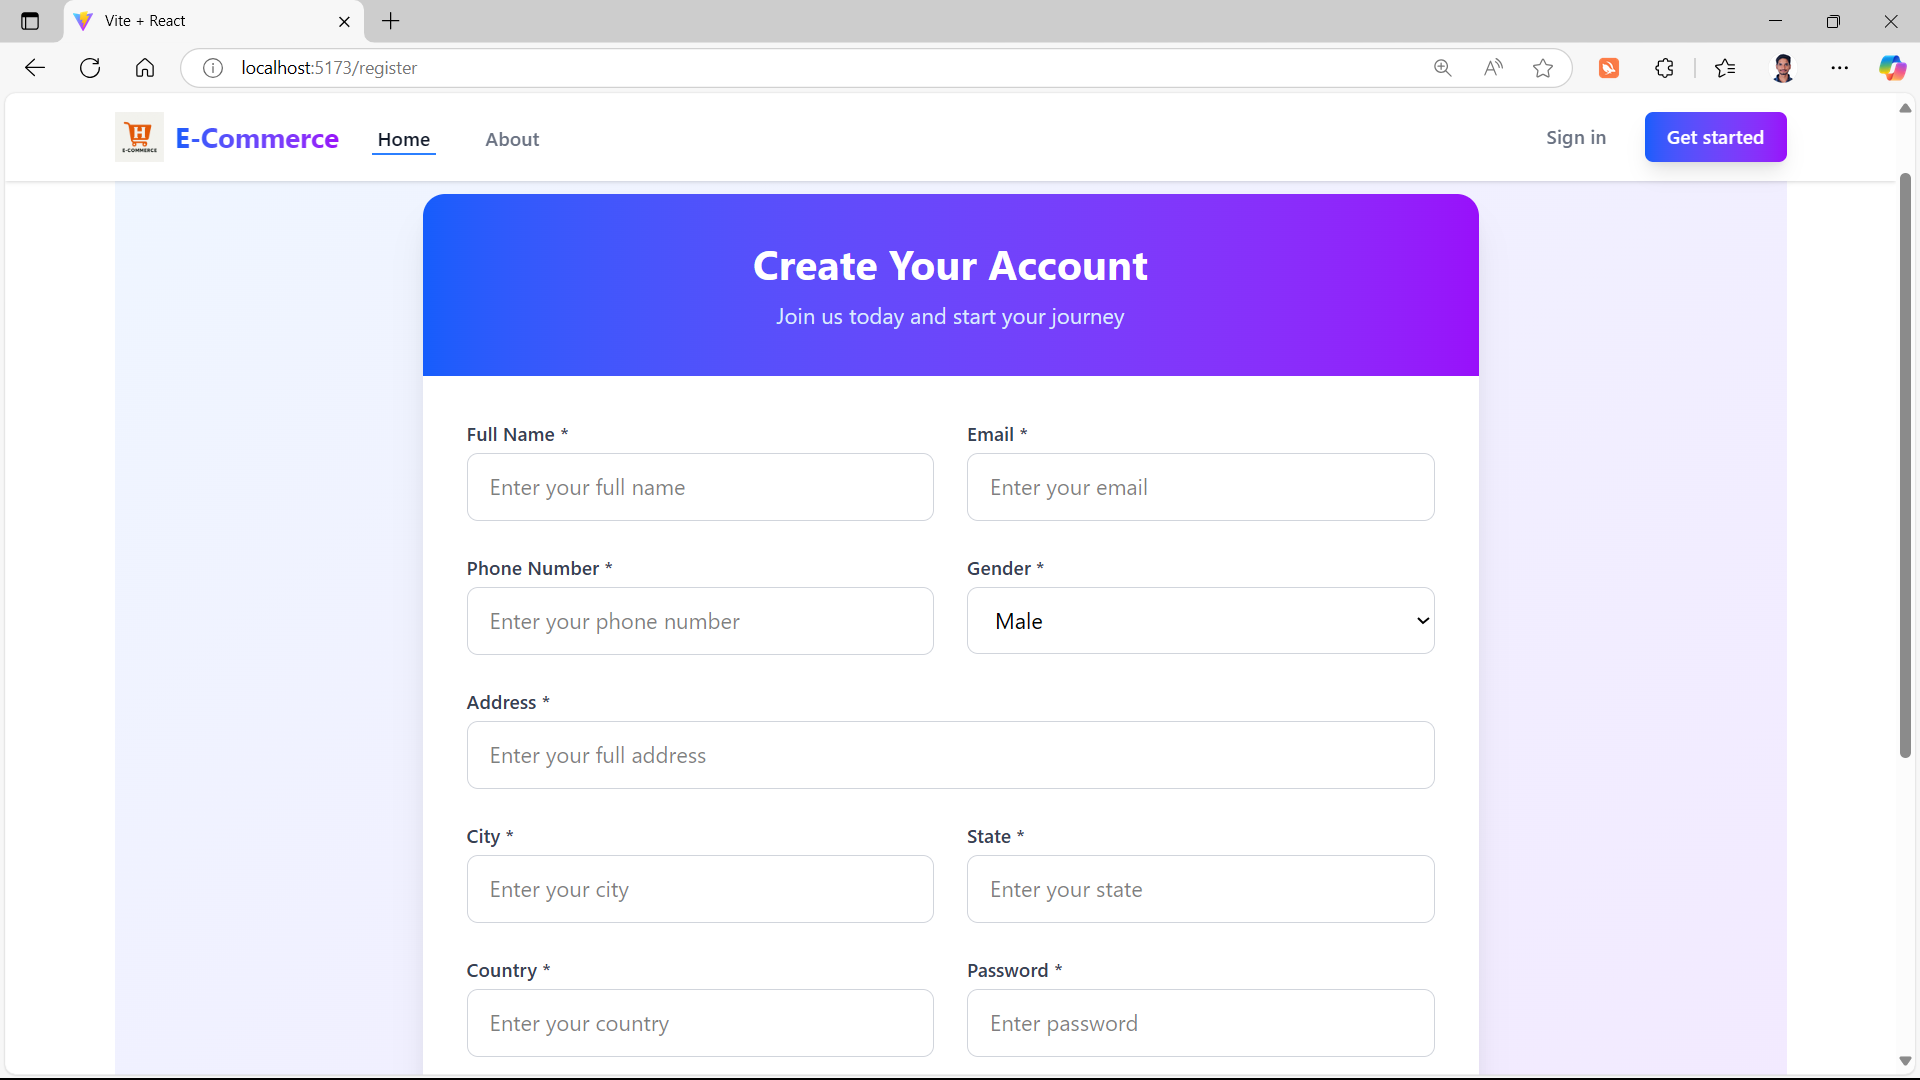 Vite + React
localhost:5173/register
H
E-COMMERCE
E-Commerce
Home
About
Sign in
Get started
Create Your Account
Join us today and start your journey
Full Name *
Email *
Enter your full name
Enter your email
Phone Number *
Gender *
Enter your phone number
Male
Address *
Enter your full address
City *
State *
Enter your city
Enter your state
Country *
Password *
Enter your country
Enter password